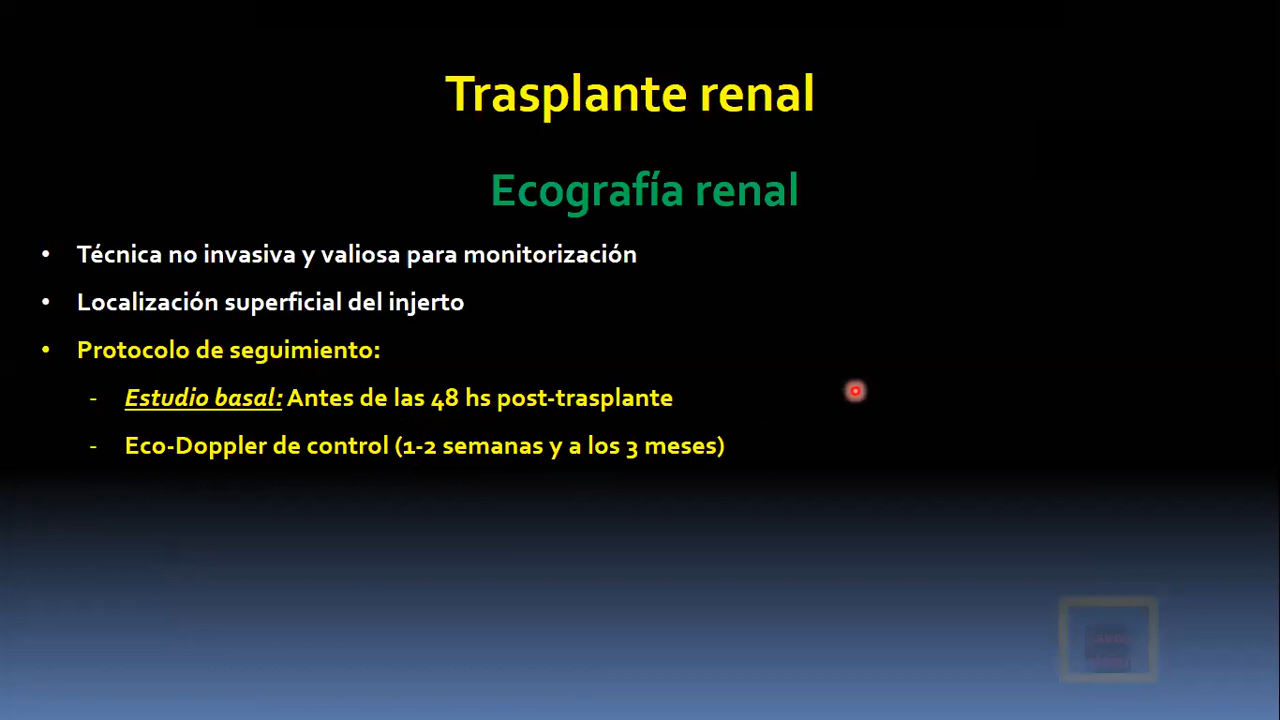 Trasplante renal
Ecografía renal
• Técnica no invasiva y valiosa para monitorización
• Localización superficial del injerto
• Protocolo de seguimiento:
- Estudio basal: Antes de las 48 hs post-trasplante
- Eco-Doppler de control (1-2 semanas y a los 3 meses)